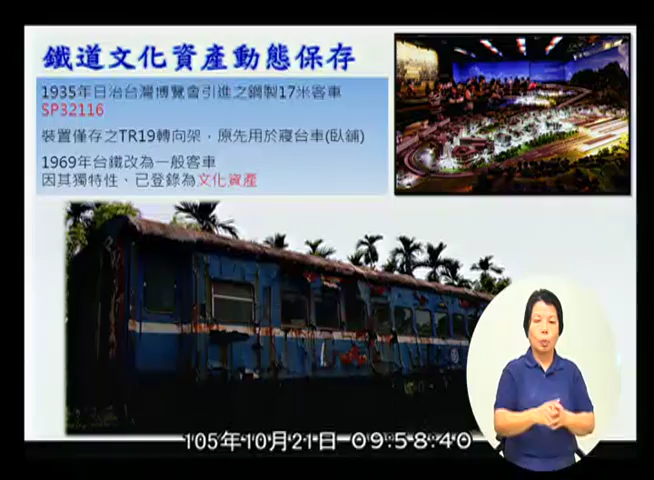 鐵道文化資產動態保存
1935年日治台灣博覽會引進之鋼製17米客車
SP32116
裝置僅存之TR19轉向架，原先用於寢台車(臥鋪)
1969年台鐵改為一般客車
因其獨特性、已登錄為文化資產
105年10月21日 09:58:40